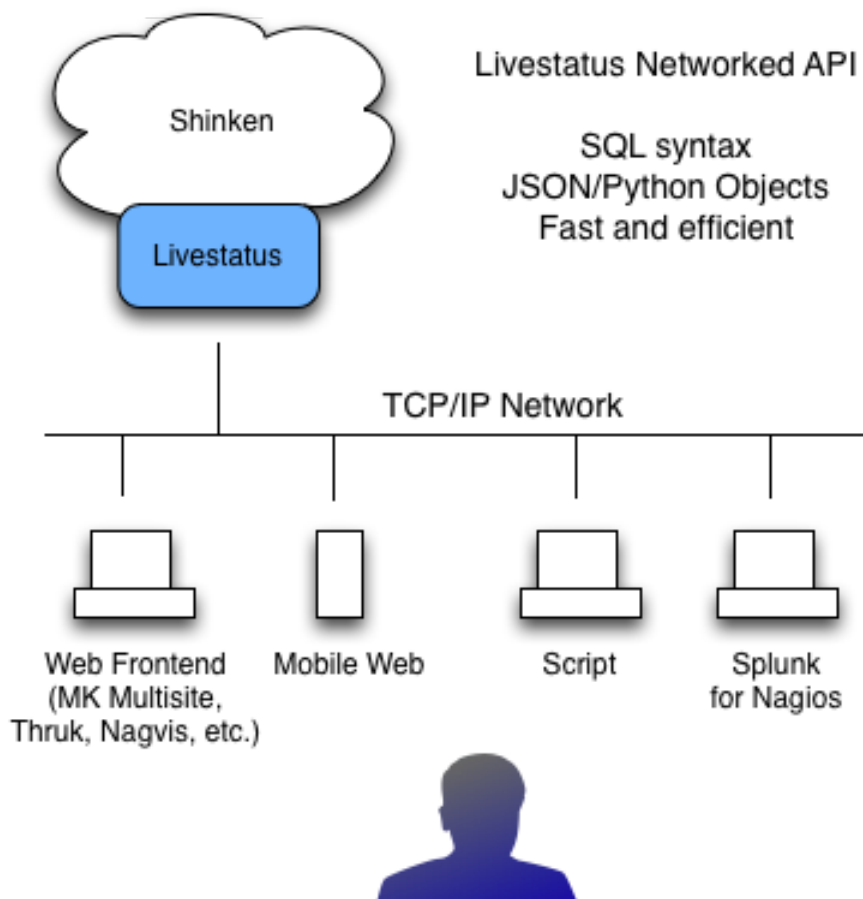 Shinken
Livestatus
Livestatus Networked API
SQL syntax
JSON/Python Objects
Fast and efficient
TCP/IP Network
Web Frontend
(MK Multisite,
Thruk, Nagvis, etc.)
Mobile Web
Script
Splunk
for Nagios